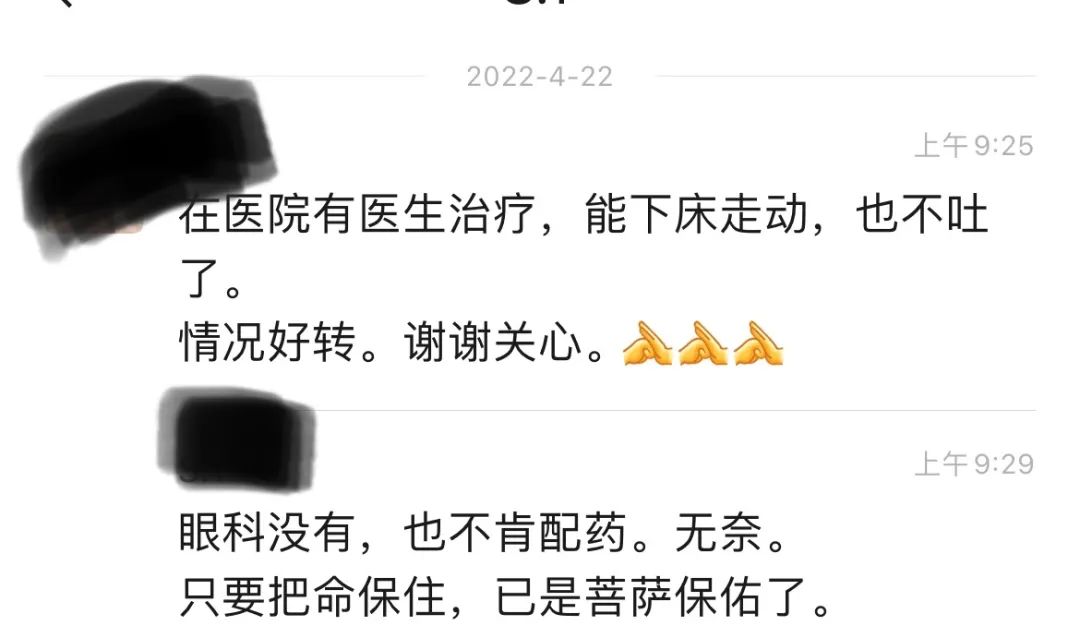 2022-4-22
上午9:25
在医院有医生治疗，能下床走动，也不吐
了。
情况好转。谢谢关心。
上午9:29
眼科没有，也不肯配药。无奈。
只要把命保住，已是菩萨保佑了。